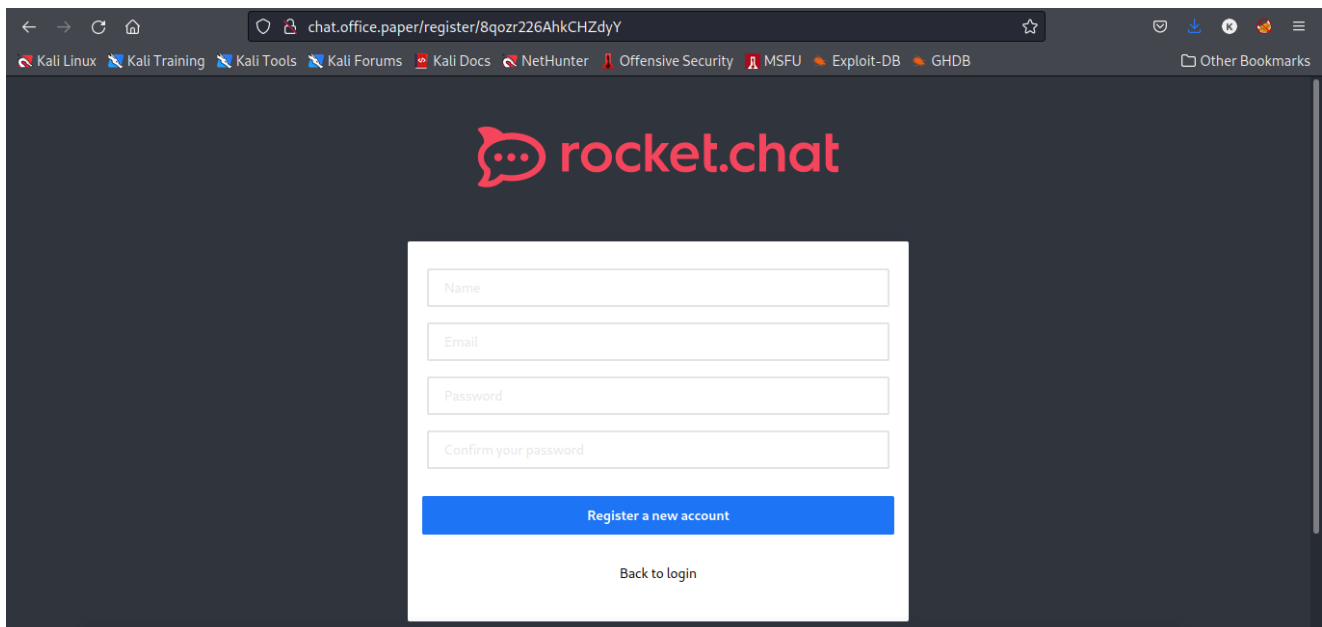 chat.office.paper/register/8qozr226AhkCHZdyY
Kali Linux Kali Training Kali Tools Kali Forums Kali Docs NetHunter Offensive Security MSFU Exploit-DB GHDB Other Bookmarks
rocket.chat
Name
Email
Password
Confirm your password
Register a new account
Back to login